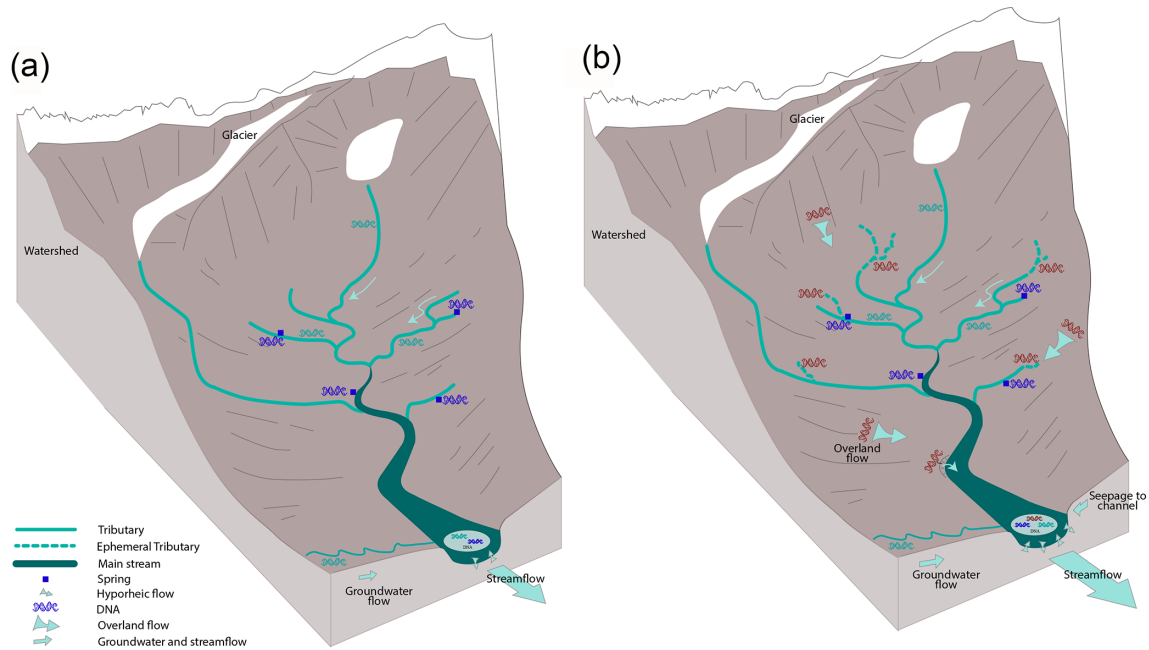 (a)
Glacier
Watershed
DNA
Streamflow
Groundwater
flow
Tributary
Ephemeral Tributary
Main stream
Spring
Hyporheic flow
DNA
Overland flow
Groundwater and streamflow
(b)
Glacier
Watershed
Overland
flow
Seepage to
channel
DNA
Groundwater
flow
Streamflow